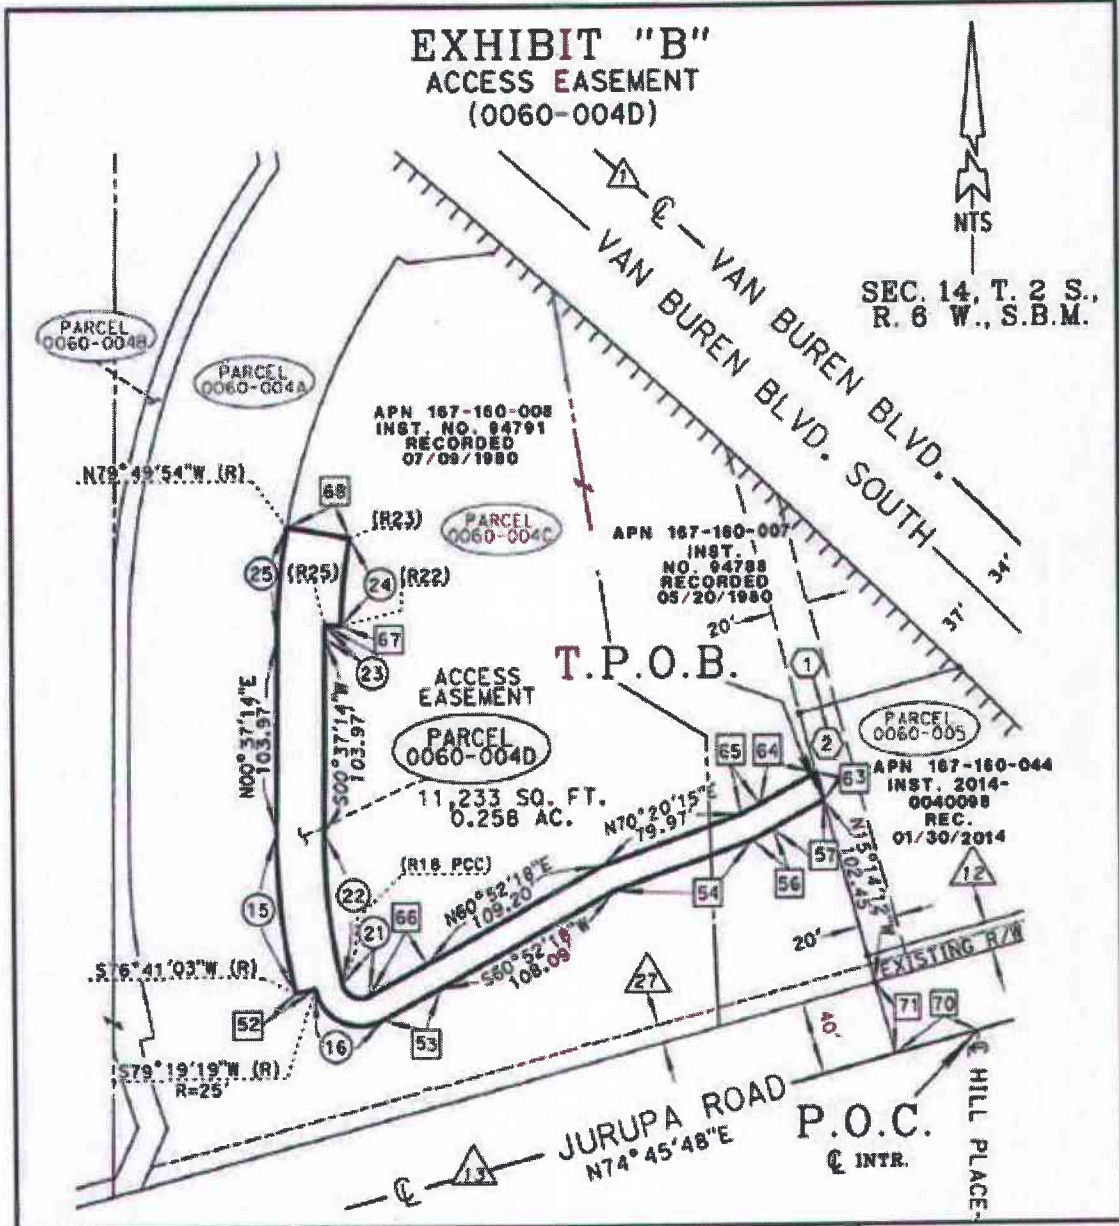 EXHIBIT "B"
ACCESS EASEMENT
(0060-004D)
1
℄
VAN BUREN BLVD.
VAN BUREN BLVD. SOUTH
NTS
SEC. 14, T. 2 S.,
R. 6 W., S.B.M.
PARCEL
0060-004B
PARCEL
0060-004A
APN 167-160-008
INST. NO. 94791
RECORDED
07/09/1980
N79°49'54"W (R)
68
(R23)
PARCEL
0060-004C
APN 167-160-007
INST.
NO. 94788
RECORDED
05/20/1980
34'
37'
25
(R25)
24
(R22)
67
23
20'
T.P.O.B.
1
2
ACCESS
EASEMENT
PARCEL
0060-004D
11,233 SQ. FT.
0.258 AC.
N00°37'14"E
103.97'
S00°37'14"W
103.97'
PARCEL
0060-005
65
64
63
APN 167-160-044
INST. 2014-
0040098
REC.
01/30/2014
N70°20'15"E
79.97'
57
56
54
N15°14'12"W
102.45'
12
(R16 PCC)
15
22
21
66
N60°52'18"E
109.20'
S60°52'18"W
108.09'
20'
EXISTING R/W
S76°41'03"W (R)
27
52
16
53
71
70
40'
S79°19'19"W (R)
R=25'
JURUPA ROAD
N74°45'48"E
℄
13
P.O.C.
℄ INTR.
℄ HILL PLACE